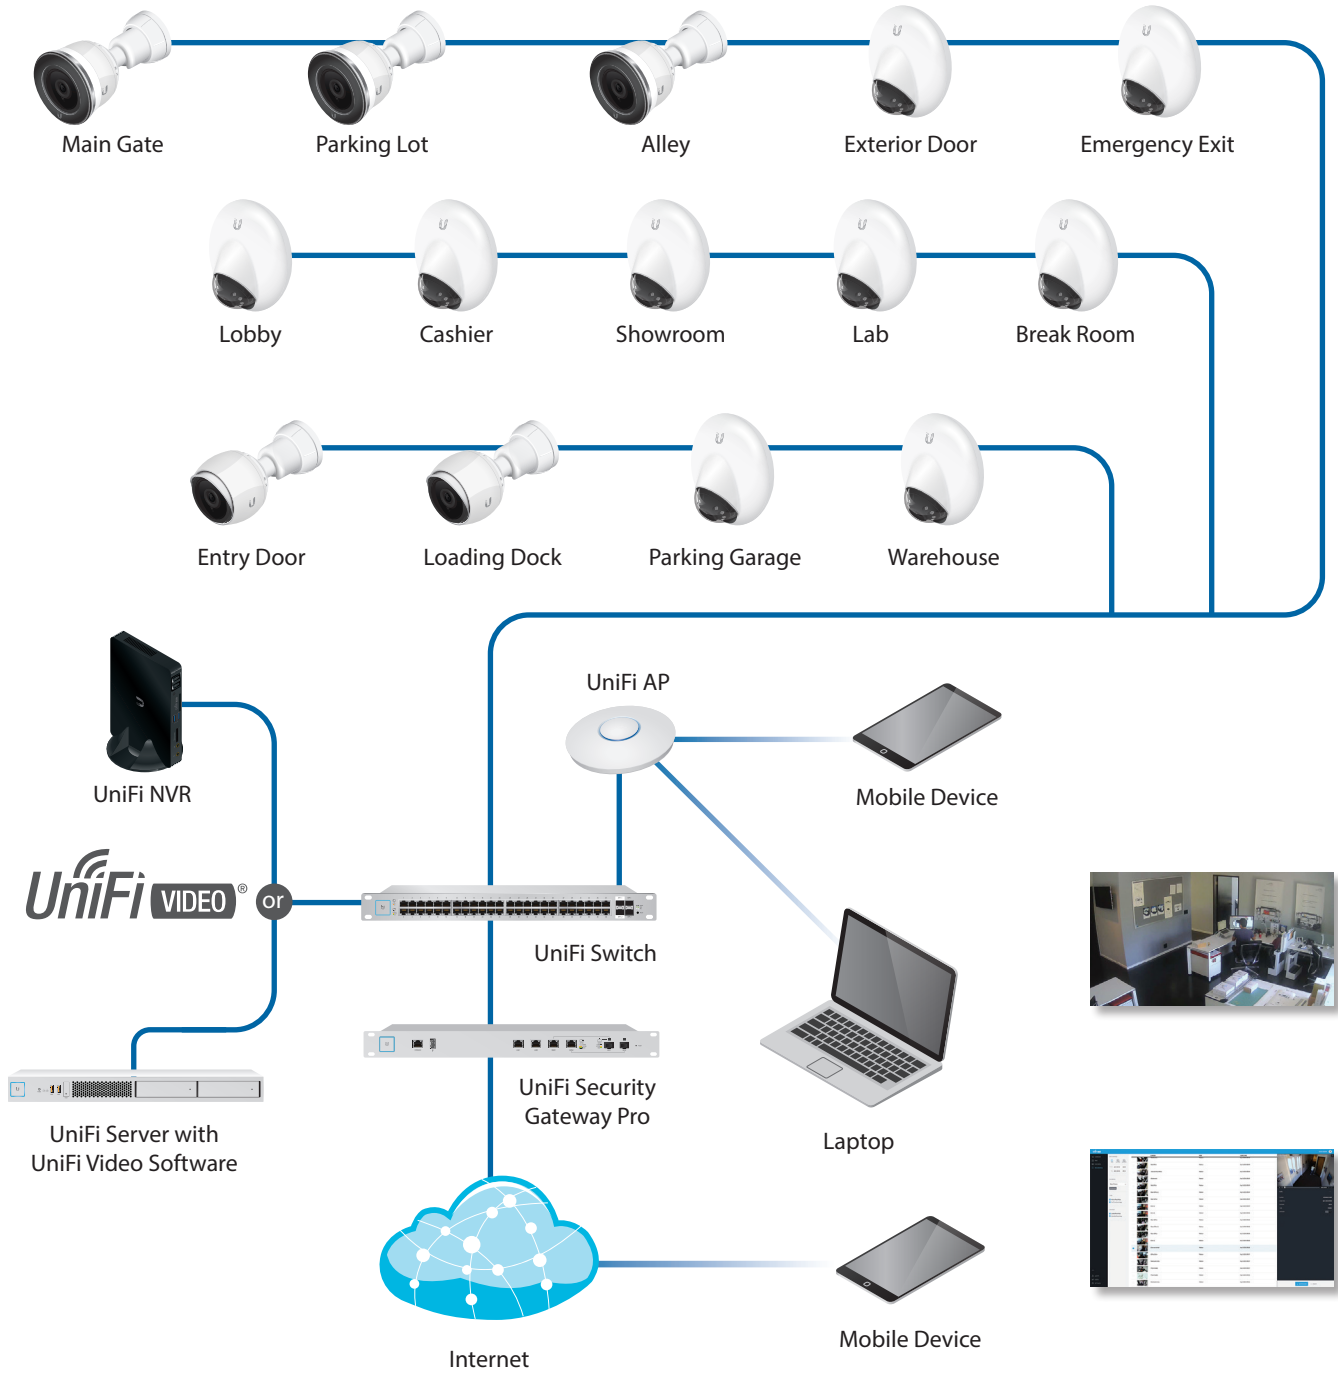 Main Gate
Parking Lot
Alley
Exterior Door
Emergency Exit
Lobby
Cashier
Showroom
Lab
Break Room
Entry Door
Loading Dock
Parking Garage
Warehouse
UniFi AP
UniFi NVR
Mobile Device
UniFi VIDEO®
or
UniFi Switch
UniFi Security
Gateway Pro
Laptop
UniFi Server with
UniFi Video Software
Mobile Device
Internet